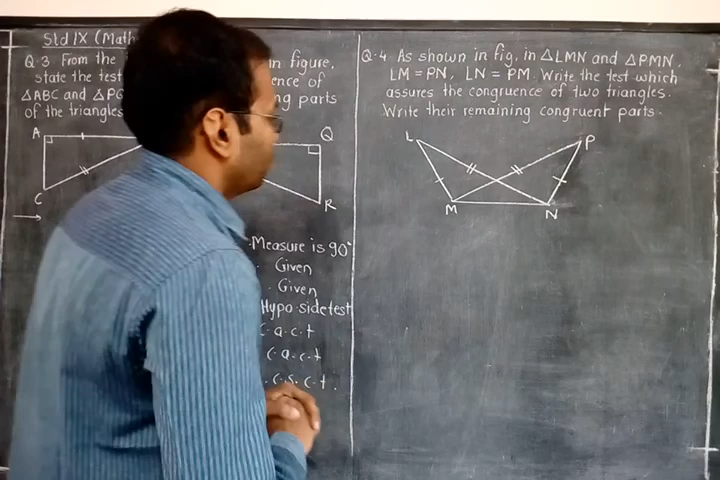 Std IX (Math
Q. 3. From the in figure,
state the test ence of
△ABC and △PQ ng parts
of the triangles
A
Q
C
R
Measure is 90°
Given
Given
Hypo. side test
c. a. c. t
c. a. c. t
c. s. c. t.
Q. 4. As shown in fig. in △LMN and △PMN,
LM = PN, LN = PM. Write the test which
assures the congruence of two triangles.
Write their remaining congruent parts.
L
P
M
N